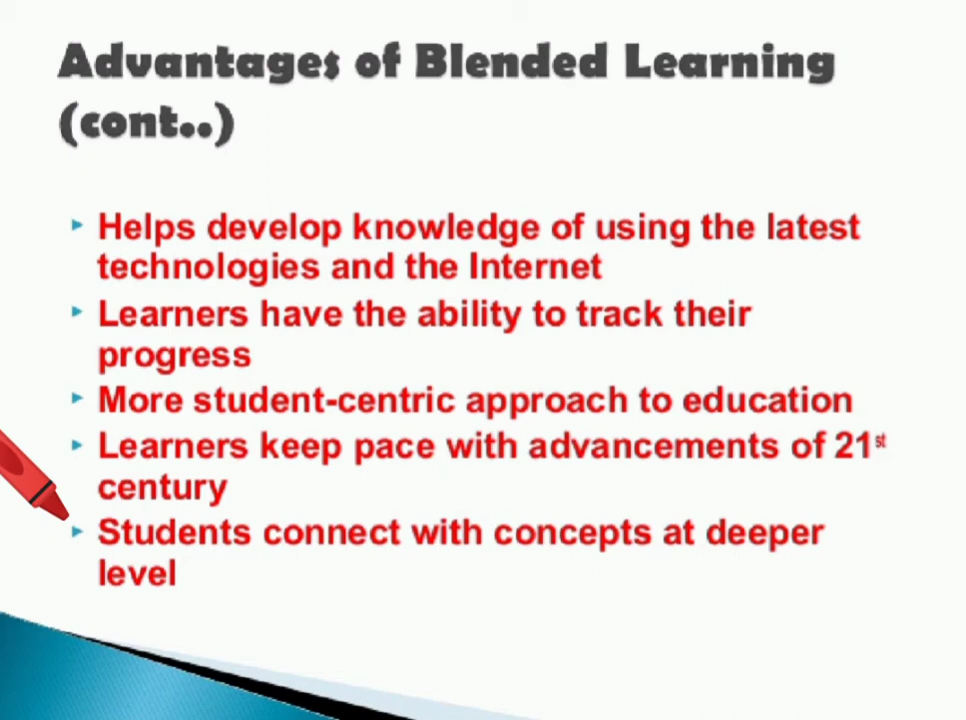 Advantages of Blended Learning
(cont..)
Helps develop knowledge of using the latest
technologies and the Internet
Learners have the ability to track their
progress
More student-centric approach to education
Learners keep pace with advancements of 21st
century
Students connect with concepts at deeper
level